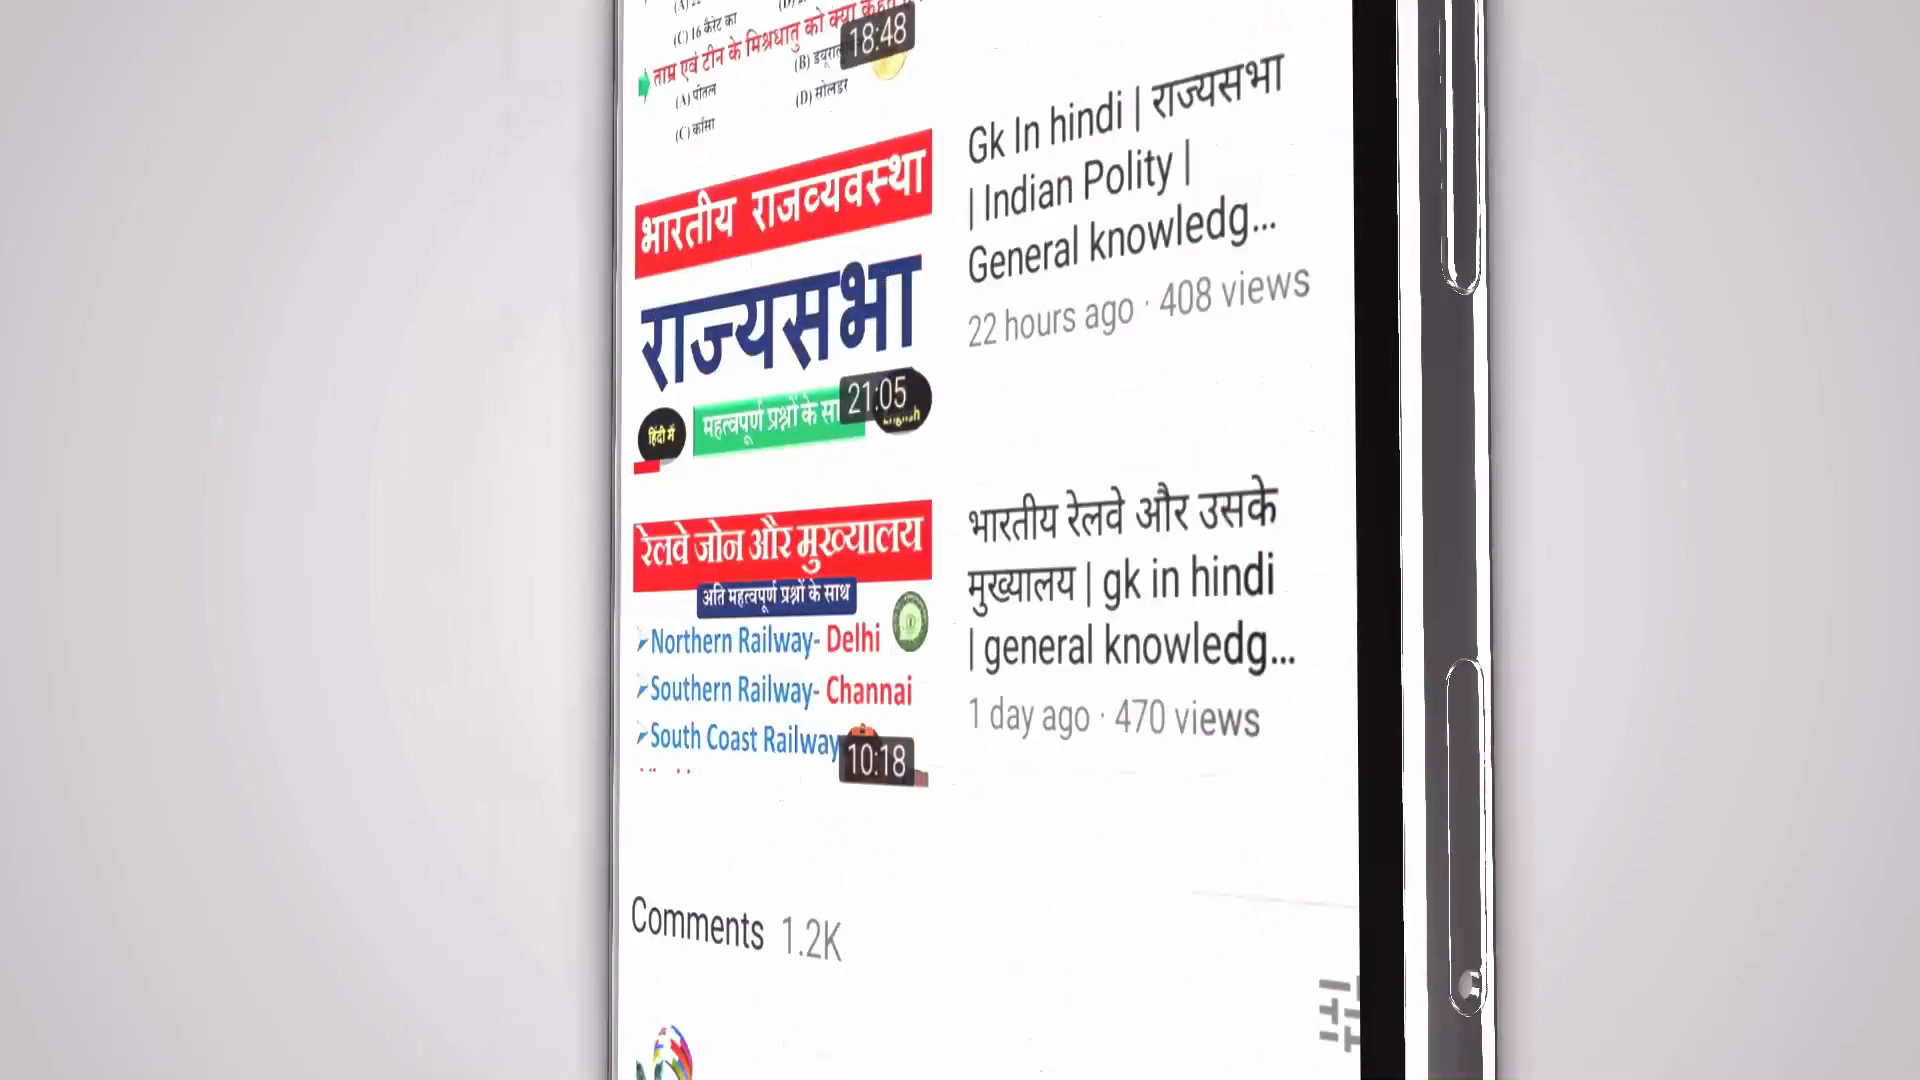 (C) 16 कैरेट का
ताम्र एवं टीन के मिश्रधातु को क्या कहते
18:48
(A) पीतल
(B) ड्यूराल
(C) काँसा
(D) सोलडर
भारतीय राजव्यवस्था
राज्यसभा
हिंदी में
महत्वपूर्ण प्रश्नों के सा
21:05
English
Gk In hindi | राज्यसभा
| Indian Polity |
General knowledg...
22 hours ago · 408 views
रेलवे जोन और मुख्यालय
अति महत्वपूर्ण प्रश्नों के साथ
➢Northern Railway- Delhi
➢Southern Railway- Channai
➢South Coast Railway
10:18
भारतीय रेलवे और उसके
मुख्यालय | gk in hindi
| general knowledg...
1 day ago · 470 views
Comments 1.2K